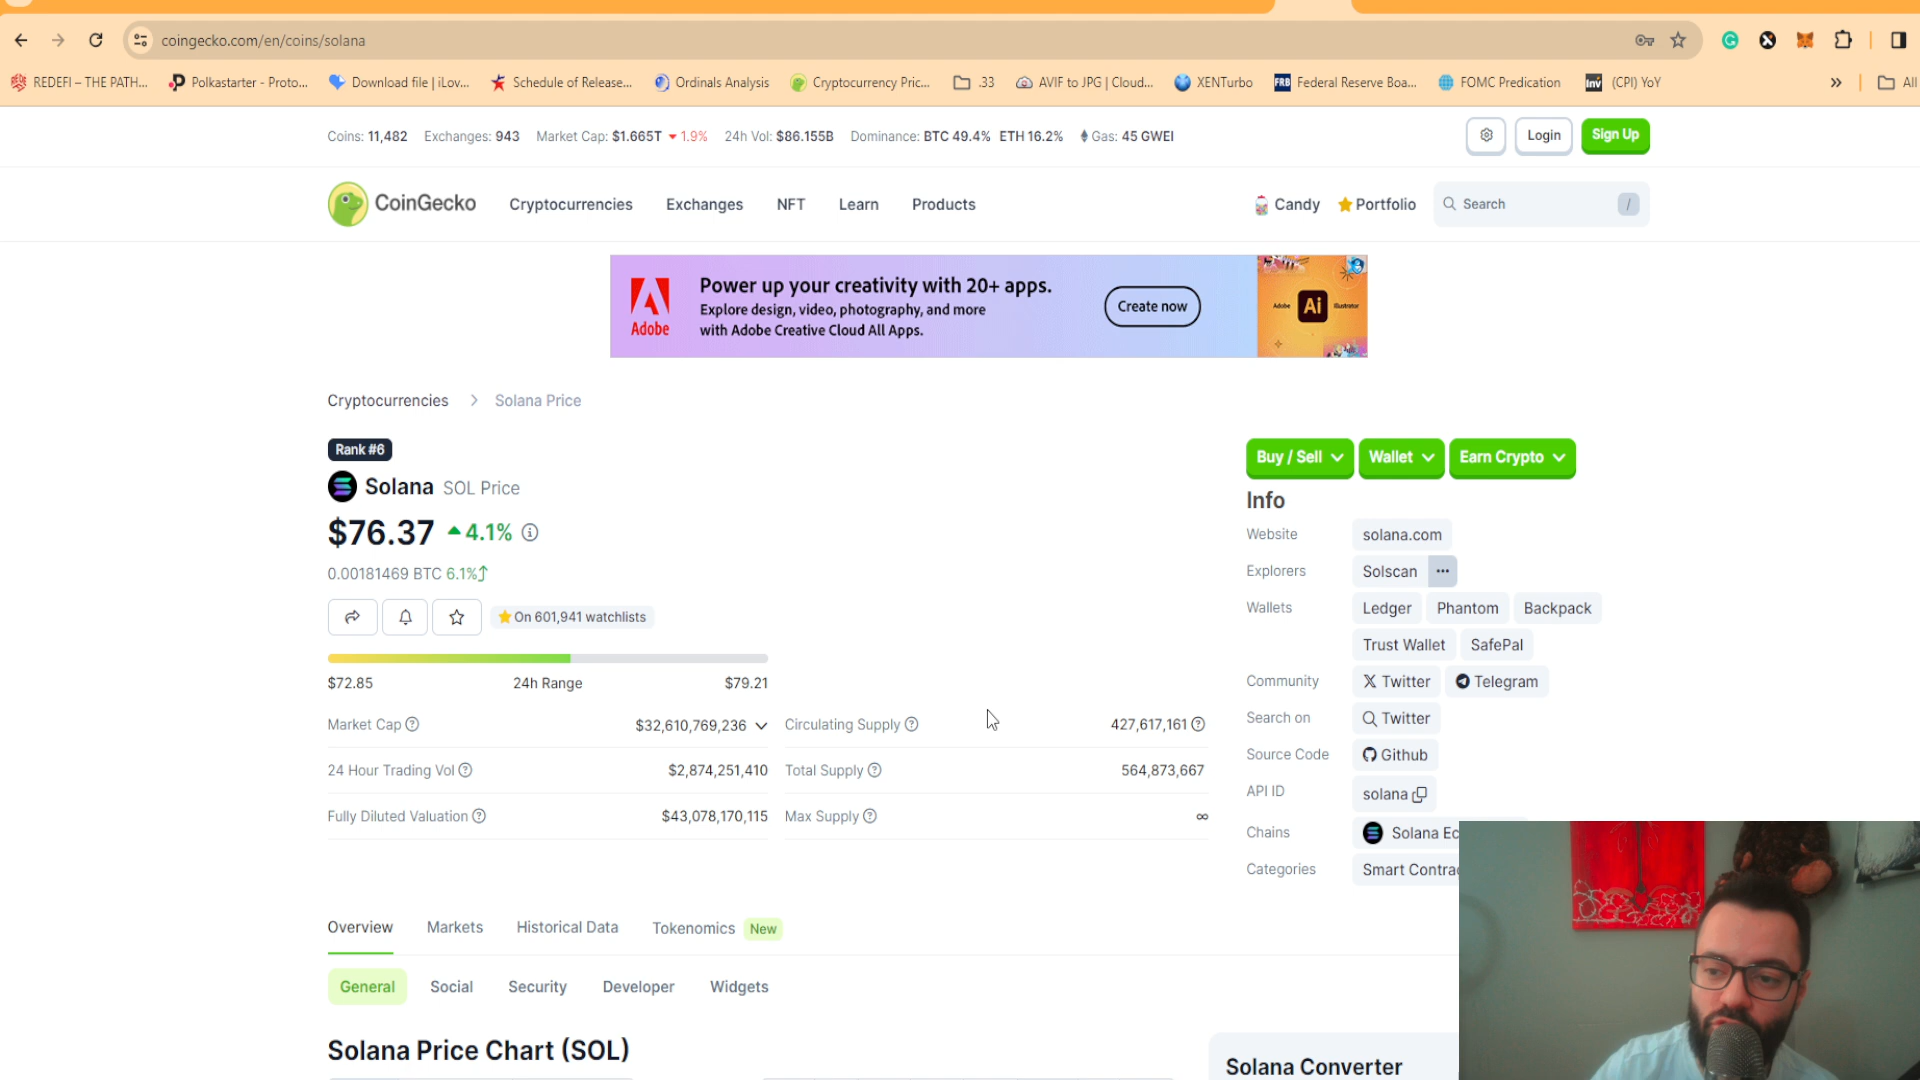 coingecko.com/en/coins/solana
REDEFI – THE PATH...
Polkastarter - Proto...
Download file | iLov...
Schedule of Release...
Ordinals Analysis
Cryptocurrency Pric...
.33
AVIF to JPG | Cloud...
XENTurbo
FRB Federal Reserve Boa...
FOMC Predication
Inv (CPI) YoY
»
All
Coins: 11,482 Exchanges: 943 Market Cap: $1.665T 1.9% 24h Vol: $86.155B Dominance: BTC 49.4% ETH 16.2% Gas: 45 GWEI
Login
Sign Up
CoinGecko
Cryptocurrencies Exchanges NFT Learn Products
Candy Portfolio
Search /
Adobe
Power up your creativity with 20+ apps.
Explore design, video, photography, and more
with Adobe Creative Cloud All Apps.
Create now
Adobe Ai Illustrator
Cryptocurrencies > Solana Price
Rank #6
Solana SOL Price
$76.37 4.1%
0.00181469 BTC 6.1%
On 601,941 watchlists
$72.85 24h Range $79.21
Market Cap $32,610,769,236
24 Hour Trading Vol $2,874,251,410
Fully Diluted Valuation $43,078,170,115
Circulating Supply 427,617,161
Total Supply 564,873,667
Max Supply ∞
Buy / Sell Wallet Earn Crypto
Info
Website solana.com
Explorers Solscan ...
Wallets Ledger Phantom Backpack
Trust Wallet SafePal
Community Twitter Telegram
Search on Twitter
Source Code Github
API ID solana
Chains Solana Ec
Categories Smart Contra
Overview Markets Historical Data Tokenomics New
General Social Security Developer Widgets
Solana Price Chart (SOL)
Solana Converter